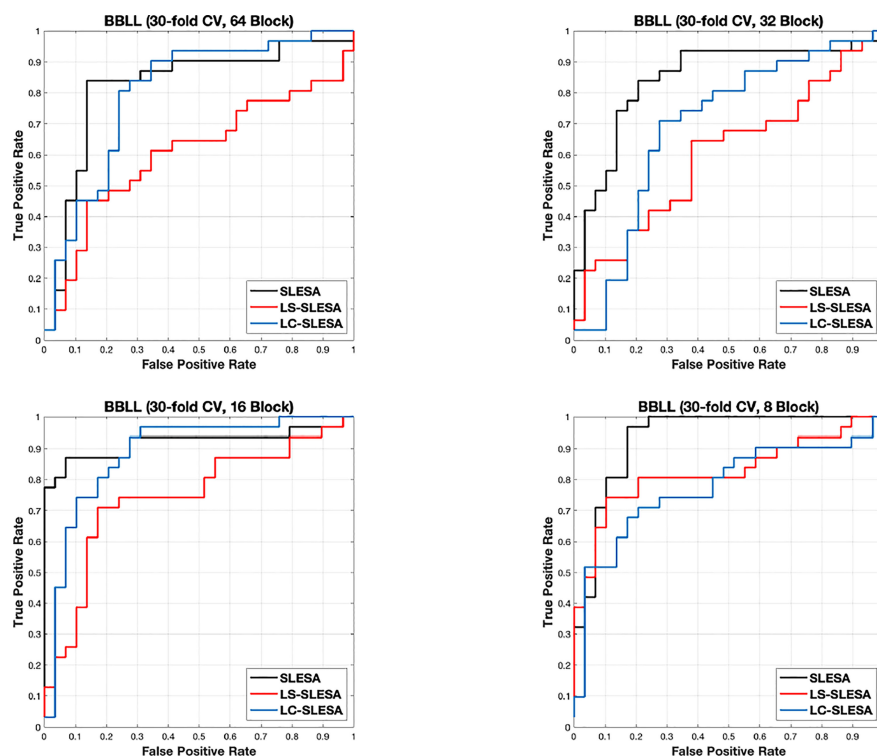 BBLL (30-fold CV, 64 Block)
True Positive Rate
1
0.9
0.8
0.7
0.6
0.5
0.4
0.3
0.2
0.1
0
SLESA
LS-SLESA
LC-SLESA
0 0.1 0.2 0.3 0.4 0.5 0.6 0.7 0.8 0.9 1
False Positive Rate
BBLL (30-fold CV, 32 Block)
True Positive Rate
1
0.9
0.8
0.7
0.6
0.5
0.4
0.3
0.2
0.1
0
SLESA
LS-SLESA
LC-SLESA
0 0.1 0.2 0.3 0.4 0.5 0.6 0.7 0.8 0.9
False Positive Rate
BBLL (30-fold CV, 16 Block)
True Positive Rate
1
0.9
0.8
0.7
0.6
0.5
0.4
0.3
0.2
0.1
0
SLESA
LS-SLESA
LC-SLESA
0 0.1 0.2 0.3 0.4 0.5 0.6 0.7 0.8 0.9 1
False Positive Rate
BBLL (30-fold CV, 8 Block)
True Positive Rate
1
0.9
0.8
0.7
0.6
0.5
0.4
0.3
0.2
0.1
0
SLESA
LS-SLESA
LC-SLESA
0 0.1 0.2 0.3 0.4 0.5 0.6 0.7 0.8 0.9
False Positive Rate